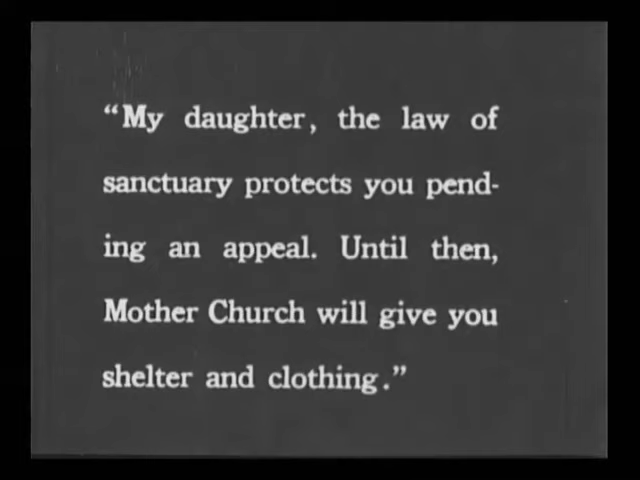 “My daughter, the law of
sanctuary protects you pend-
ing an appeal. Until then,
Mother Church will give you
shelter and clothing.”